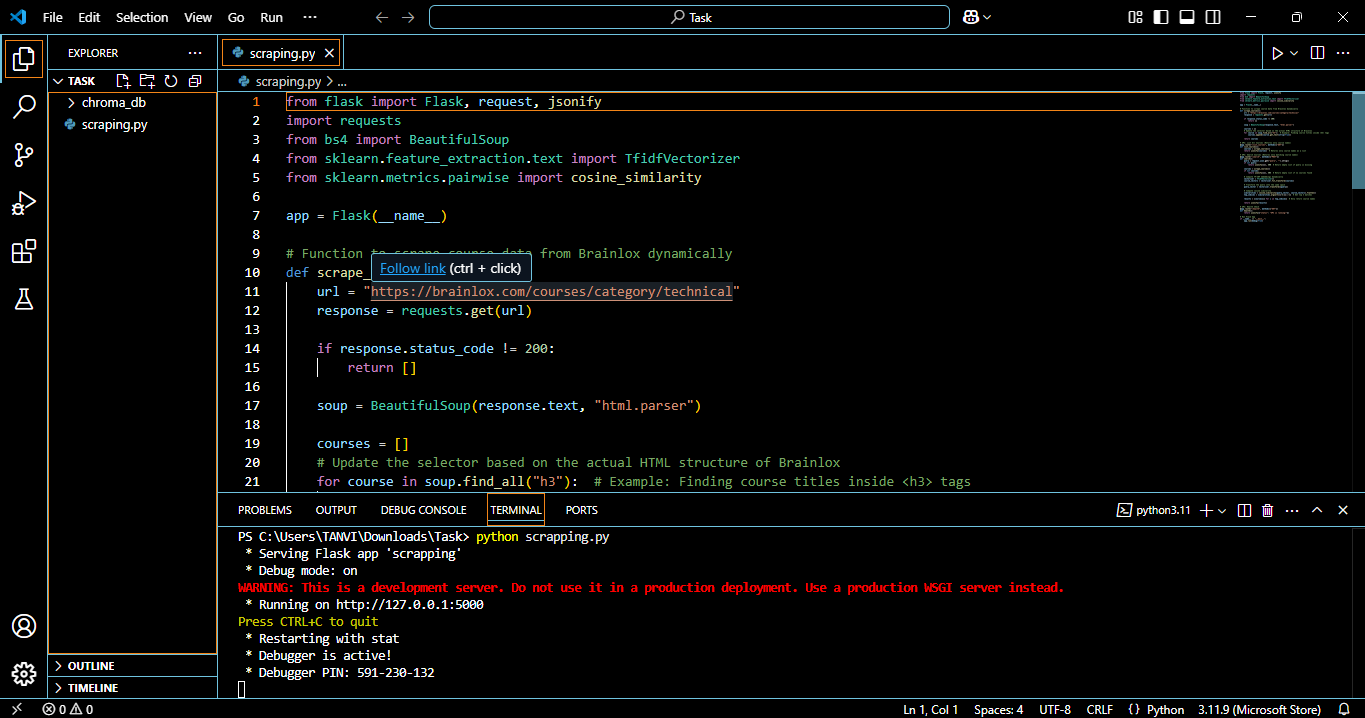 File Edit Selection View Go Run ··· Task
EXPLORER ···
TASK
chroma_db
scraping.py
OUTLINE
TIMELINE
scraping.py
scraping.py > ...
1 from flask import Flask, request, jsonify
2 import requests
3 from bs4 import BeautifulSoup
4 from sklearn.feature_extraction.text import TfidfVectorizer
5 from sklearn.metrics.pairwise import cosine_similarity
6
7 app = Flask(__name__)
8
9 # Function to scrape course data from Brainlox dynamically
Follow link (ctrl + click)
10 def scrape_
11 url = "https://brainlox.com/courses/category/technical"
12 response = requests.get(url)
13
14 if response.status_code != 200:
15 return []
16
17 soup = BeautifulSoup(response.text, "html.parser")
18
19 courses = []
20 # Update the selector based on the actual HTML structure of Brainlox
21 for course in soup.find_all("h3"): # Example: Finding course titles inside <h3> tags
PROBLEMS OUTPUT DEBUG CONSOLE TERMINAL PORTS python3.11
PS C:\Users\TANVI\Downloads\Task> python scrapping.py
* Serving Flask app 'scrapping'
* Debug mode: on
WARNING: This is a development server. Do not use it in a production deployment. Use a production WSGI server instead.
* Running on http://127.0.0.1:5000
Press CTRL+C to quit
* Restarting with stat
* Debugger is active!
* Debugger PIN: 591-230-132
0 0 Ln 1, Col 1 Spaces: 4 UTF-8 CRLF {} Python 3.11.9 (Microsoft Store)